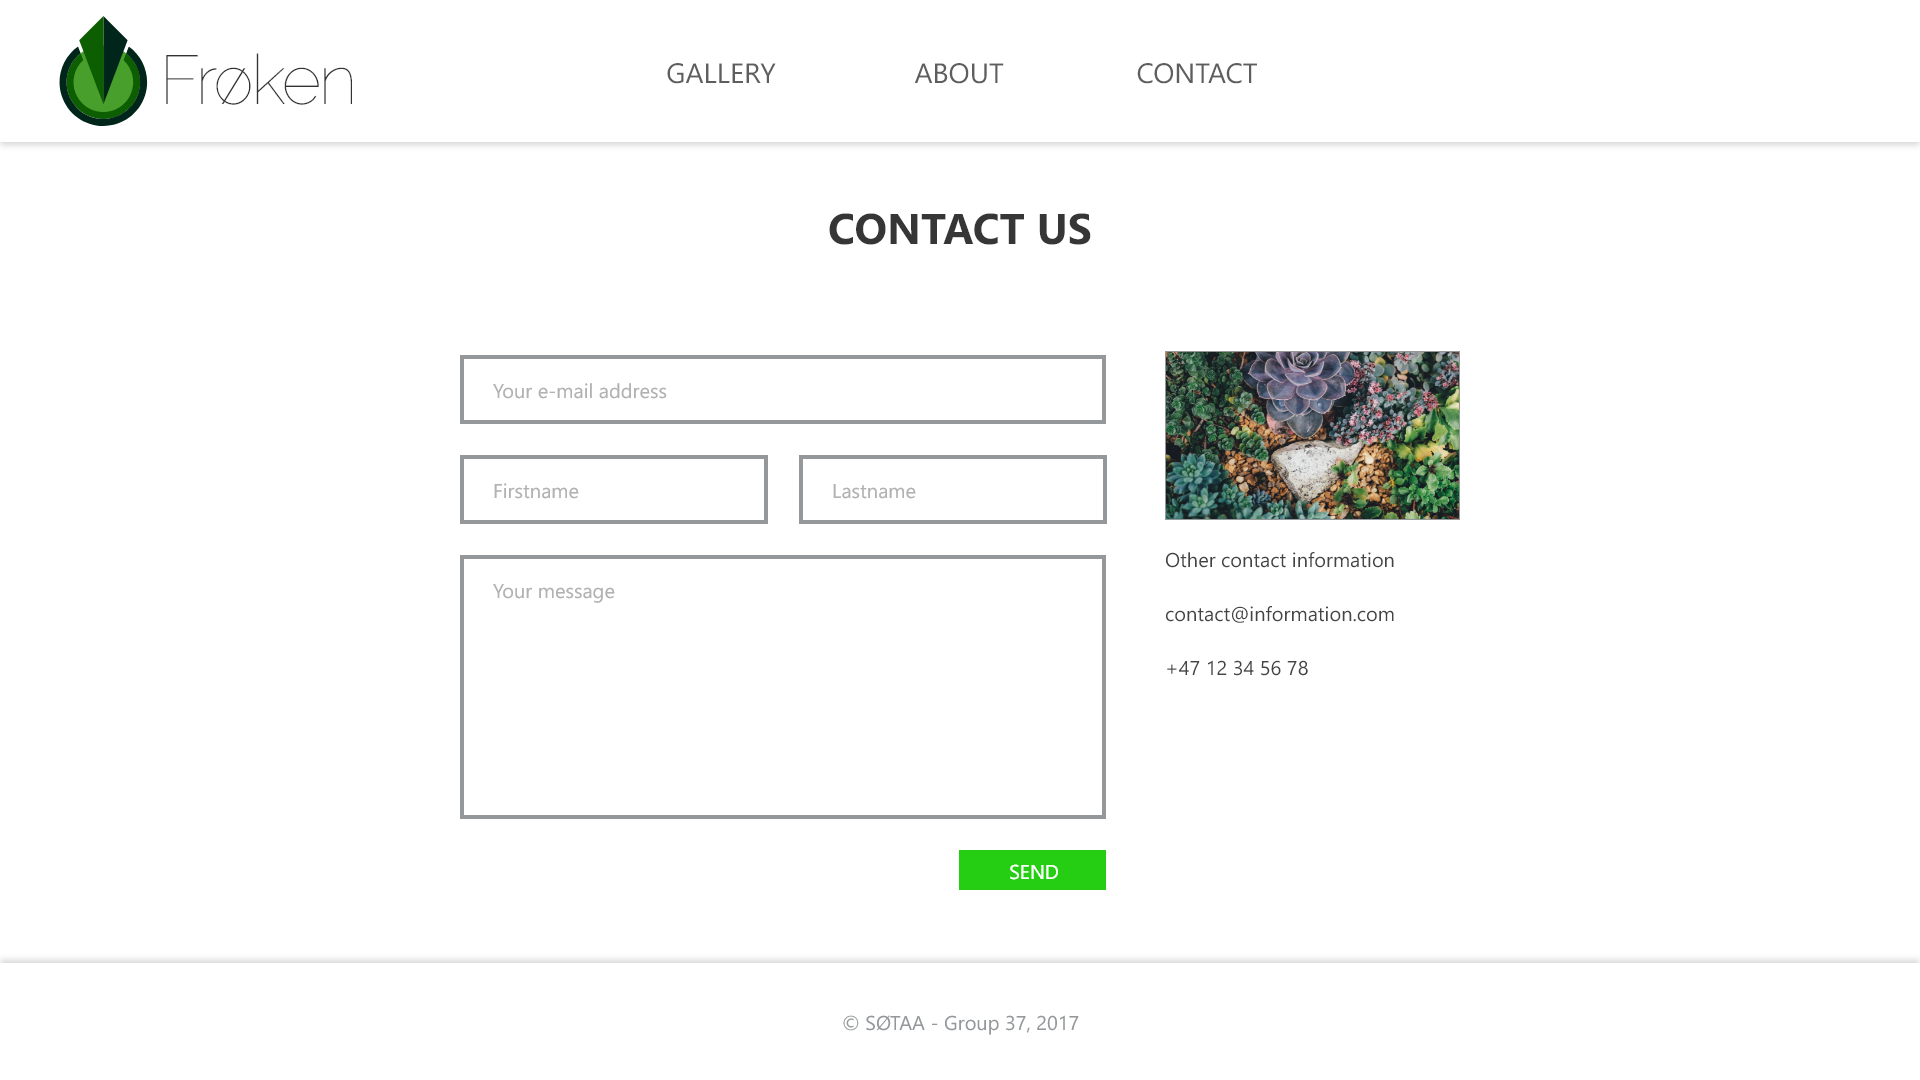 Frøken
GALLERY
ABOUT
CONTACT
CONTACT US
Your e-mail address
Firstname
Lastname
Your message
SEND
Other contact information
contact@information.com
+47 12 34 56 78
© SØTAA - Group 37, 2017